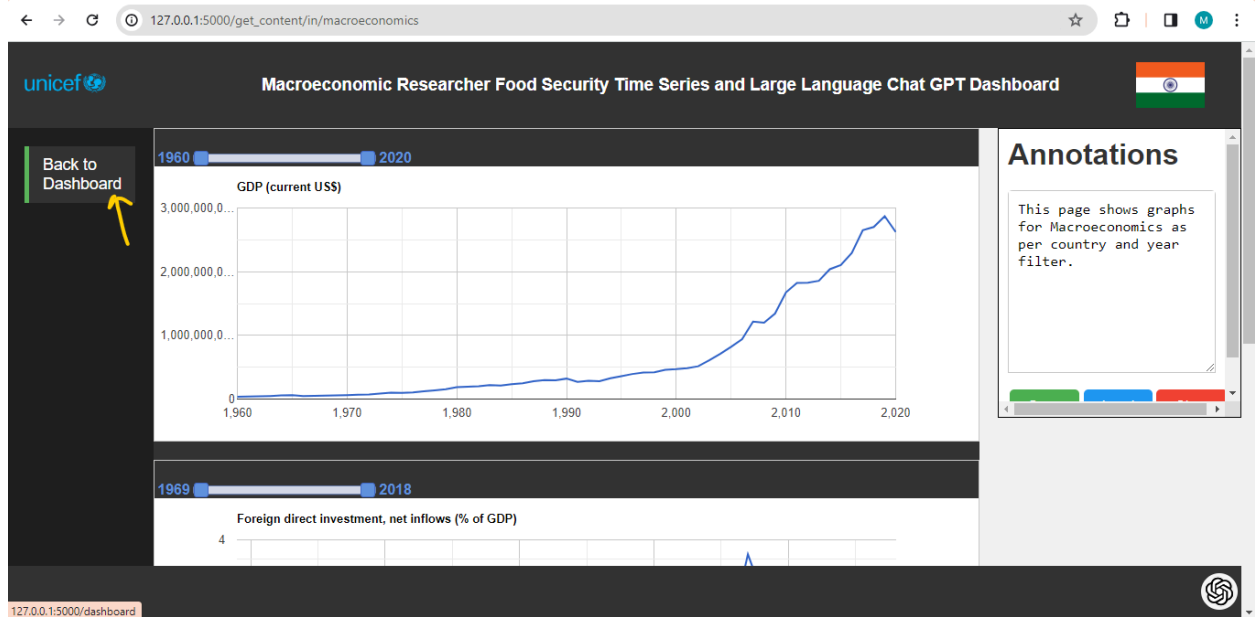 127.0.0.1:5000/get_content/in/macroeconomics
M
unicef
Macroeconomic Researcher Food Security Time Series and Large Language Chat GPT Dashboard
Back to
Dashboard
1960
2020
GDP (current US$)
3,000,000,0...
2,000,000,0...
1,000,000,0...
0
1,960
1,970
1,980
1,990
2,000
2,010
2,020
1969
2018
Foreign direct investment, net inflows (% of GDP)
4
Annotations
This page shows graphs
for Macroeconomics as
per country and year
filter.
127.0.0.1:5000/dashboard